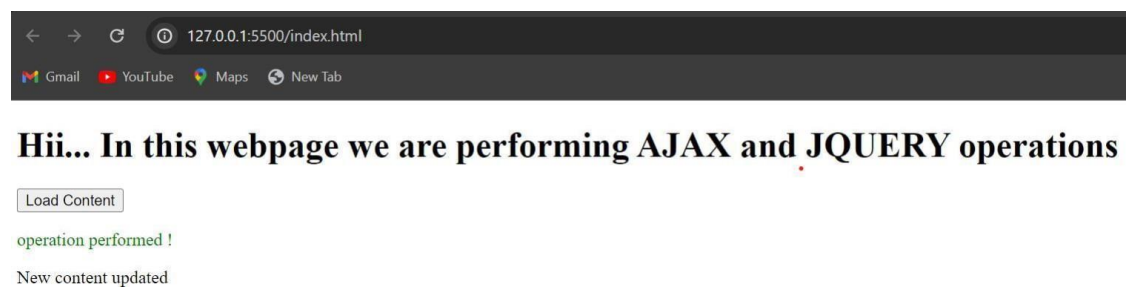 127.0.0.1:5500/index.html
Gmail YouTube Maps New Tab
Hii... In this webpage we are performing AJAX and JQUERY operations
Load Content
operation performed !
New content updated